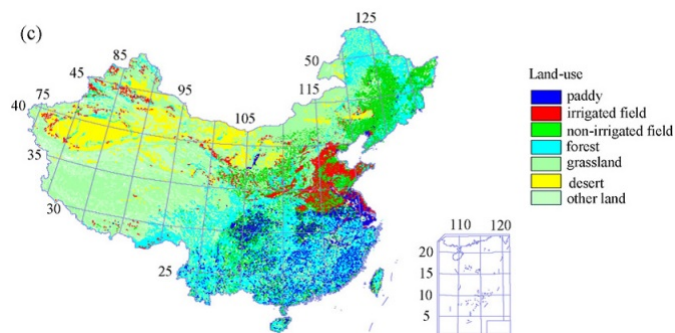 (c)
125
85
50
45
95
75
115
105
40
35
30
25
Land-use
paddy
irrigated field
non-irrigated field
forest
grassland
desert
other land
110 120
20
15
10
5